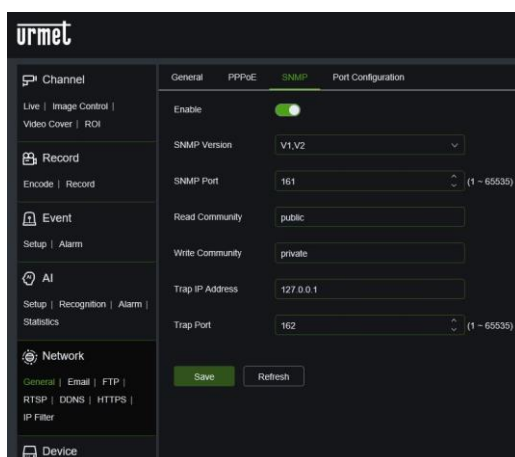 urmet
Channel
Live | Image Control |
Video Cover | ROI
Record
Encode | Record
Event
Setup | Alarm
AI
Setup | Recognition | Alarm |
Statistics
Network
General | Email | FTP |
RTSP | DDNS | HTTPS |
IP Filter
Device
General PPPoE SNMP Port Configuration
Enable
SNMP Version V1,V2
SNMP Port 161 (1 ~ 65535)
Read Community public
Write Community private
Trap IP Address 127.0.0.1
Trap Port 162 (1 ~ 65535)
Save Refresh